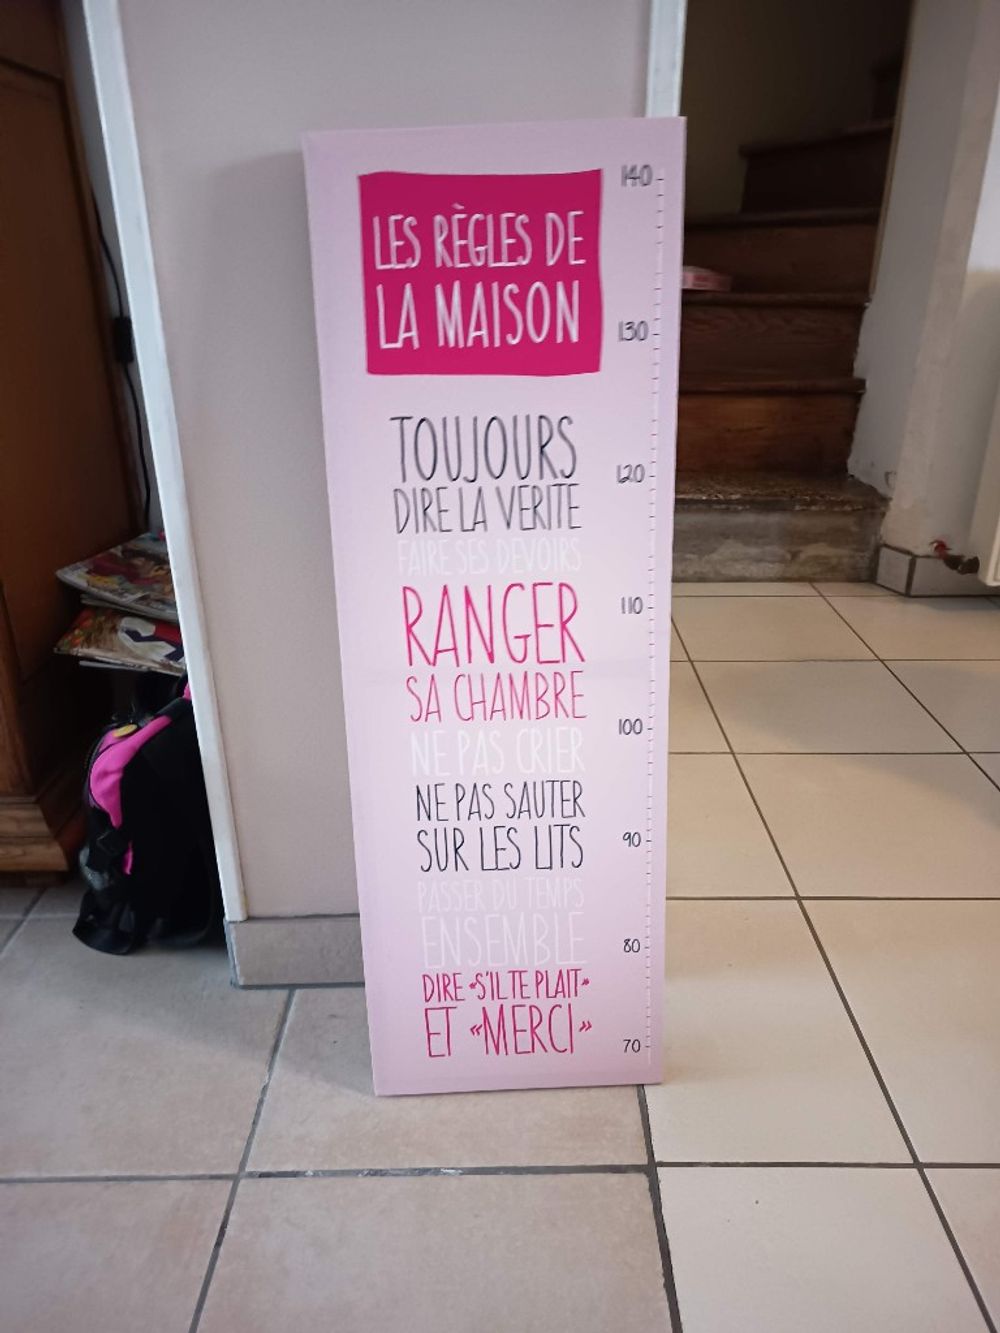 LES RÈGLES DE
LA MAISON
TOUJOURS
DIRE LA VERITE
FAIRE SES DEVOIRS
RANGER
SA CHAMBRE
NE PAS CRIER
NE PAS SAUTER
SUR LES LITS
PASSER DU TEMPS
ENSEMBLE
DIRE «S'IL TE PLAIT»
ET «MERCI»
140
130
120
110
100
90
80
70